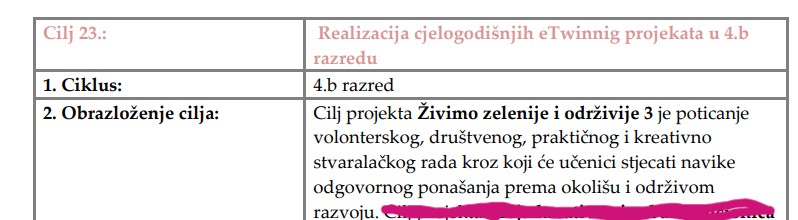 Cilj 23.:
Realizacija cjelogodišnjih eTwinnig projekata u 4.b
razredu
1. Ciklus:
4.b razred
2. Obrazloženje cilja:
Cilj projekta Živimo zelenije i održivije 3 je poticanje
volonterskog, društvenog, praktičnog i kreativno
stvaralačkog rada kroz koji će učenici stjecati navike
odgovornog ponašanja prema okolišu i održivom
razvoju.